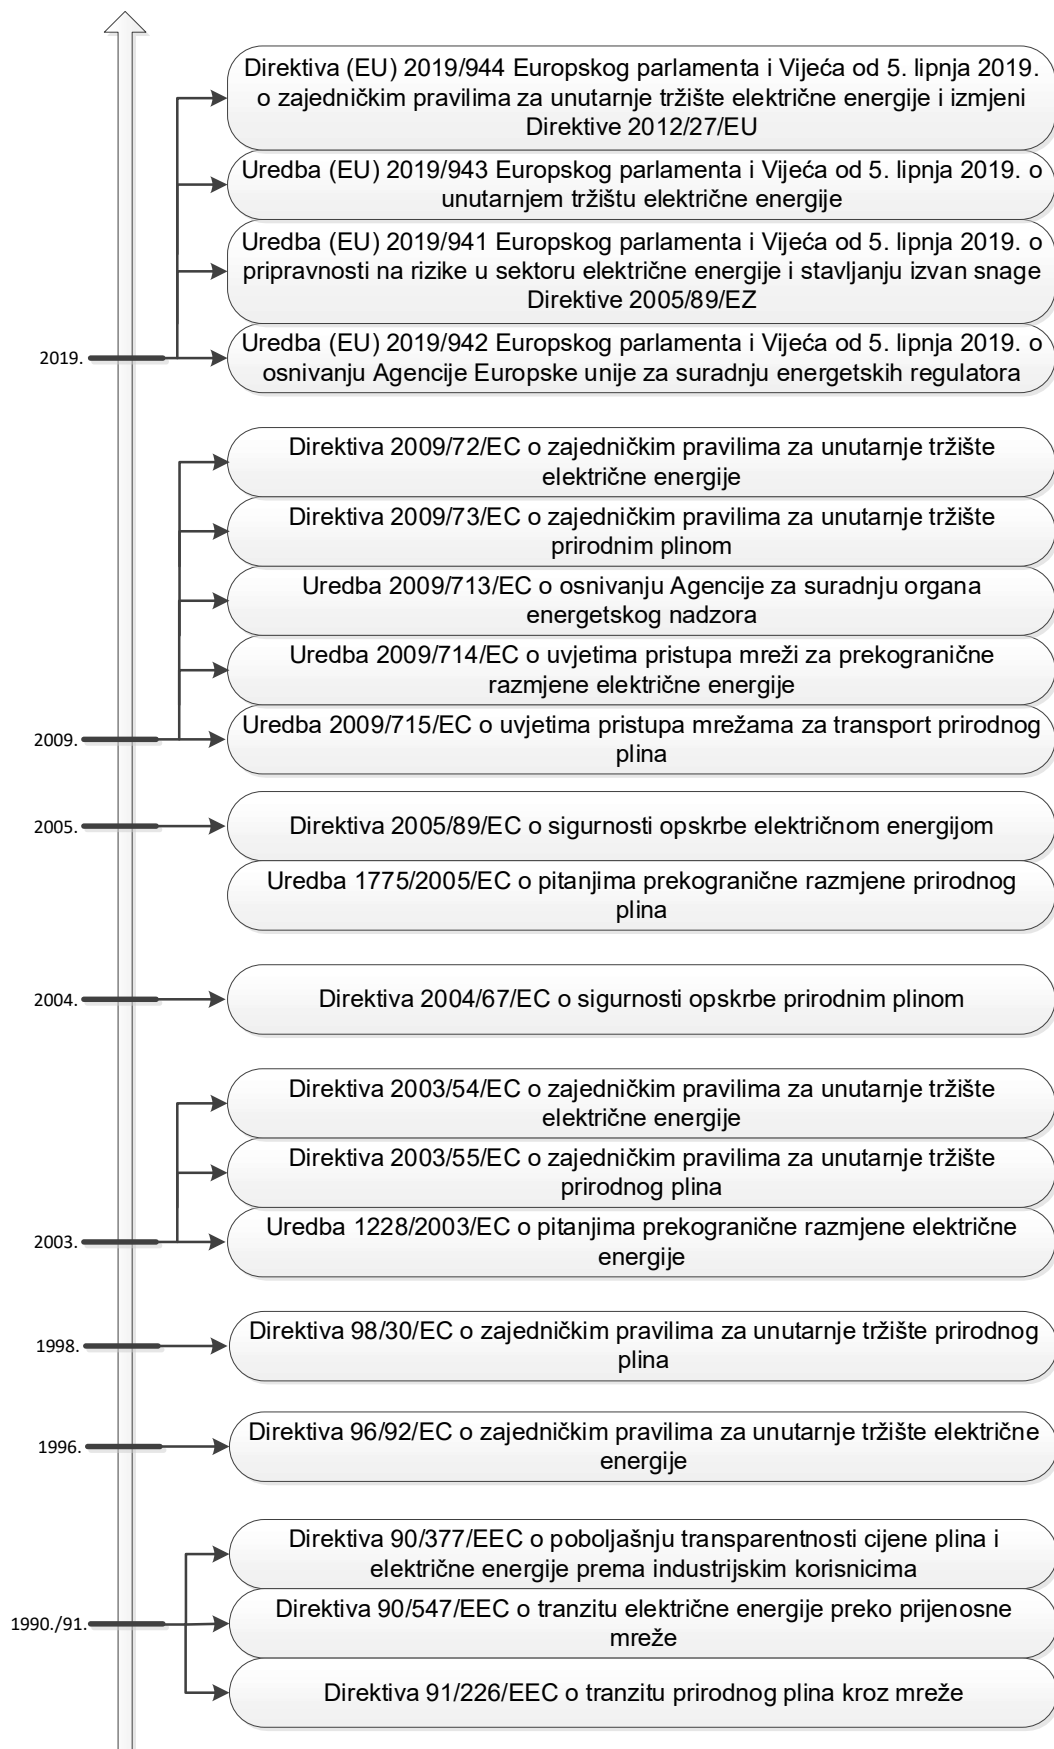 Direktiva (EU) 2019/944 Europskog parlamenta i Vijeća od 5. lipnja 2019.
o zajedničkim pravilima za unutarnje tržište električne energije i izmjeni
Direktive 2012/27/EU
Uredba (EU) 2019/943 Europskog parlamenta i Vijeća od 5. lipnja 2019. o
unutarnjem tržištu električne energije
Uredba (EU) 2019/941 Europskog parlamenta i Vijeća od 5. lipnja 2019. o
pripravnosti na rizike u sektoru električne energije i stavljanju izvan snage
Direktive 2005/89/EZ
2019.
Uredba (EU) 2019/942 Europskog parlamenta i Vijeća od 5. lipnja 2019. o
osnivanju Agencije Europske unije za suradnju energetskih regulatora
Direktiva 2009/72/EC o zajedničkim pravilima za unutarnje tržište
električne energije
Direktiva 2009/73/EC o zajedničkim pravilima za unutarnje tržište
prirodnim plinom
Uredba 2009/713/EC o osnivanju Agencije za suradnju organa
energetskog nadzora
Uredba 2009/714/EC o uvjetima pristupa mreži za prekogranične
razmjene električne energije
2009.
Uredba 2009/715/EC o uvjetima pristupa mrežama za transport prirodnog
plina
2005.
Direktiva 2005/89/EC o sigurnosti opskrbe električnom energijom
Uredba 1775/2005/EC o pitanjima prekogranične razmjene prirodnog
plina
2004.
Direktiva 2004/67/EC o sigurnosti opskrbe prirodnim plinom
Direktiva 2003/54/EC o zajedničkim pravilima za unutarnje tržište
električne energije
Direktiva 2003/55/EC o zajedničkim pravilima za unutarnje tržište
prirodnog plina
2003.
Uredba 1228/2003/EC o pitanjima prekogranične razmjene električne
energije
1998.
Direktiva 98/30/EC o zajedničkim pravilima za unutarnje tržište prirodnog
plina
1996.
Direktiva 96/92/EC o zajedničkim pravilima za unutarnje tržište električne
energije
Direktiva 90/377/EEC o poboljašnju transparentnosti cijene plina i
električne energije prema industrijskim korisnicima
1990./91.
Direktiva 90/547/EEC o tranzitu električne energije preko prijenosne
mreže
Direktiva 91/226/EEC o tranzitu prirodnog plina kroz mreže